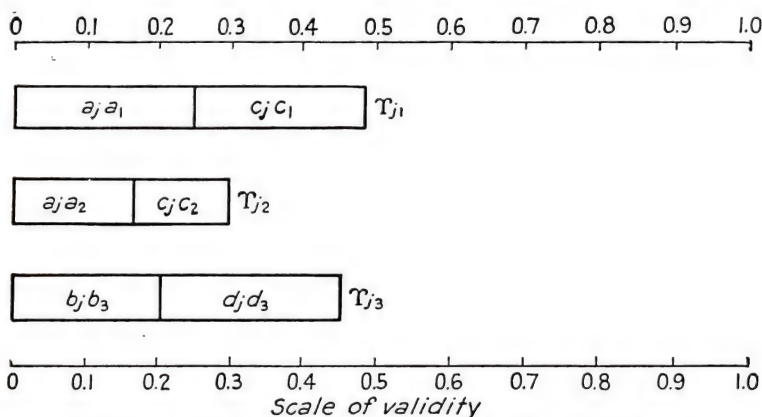 0 0.1 0.2 0.3 0.4 0.5 0.6 0.7 0.8 0.9 1.0
aⱼa₁ cⱼc₁ ϒⱼ₁
aⱼa₂ cⱼc₂ ϒⱼ₂
bⱼb₃ dⱼd₃ ϒⱼ₃
0 0.1 0.2 0.3 0.4 0.5 0.6 0.7 0.8 0.9 1.0
Scale of validity